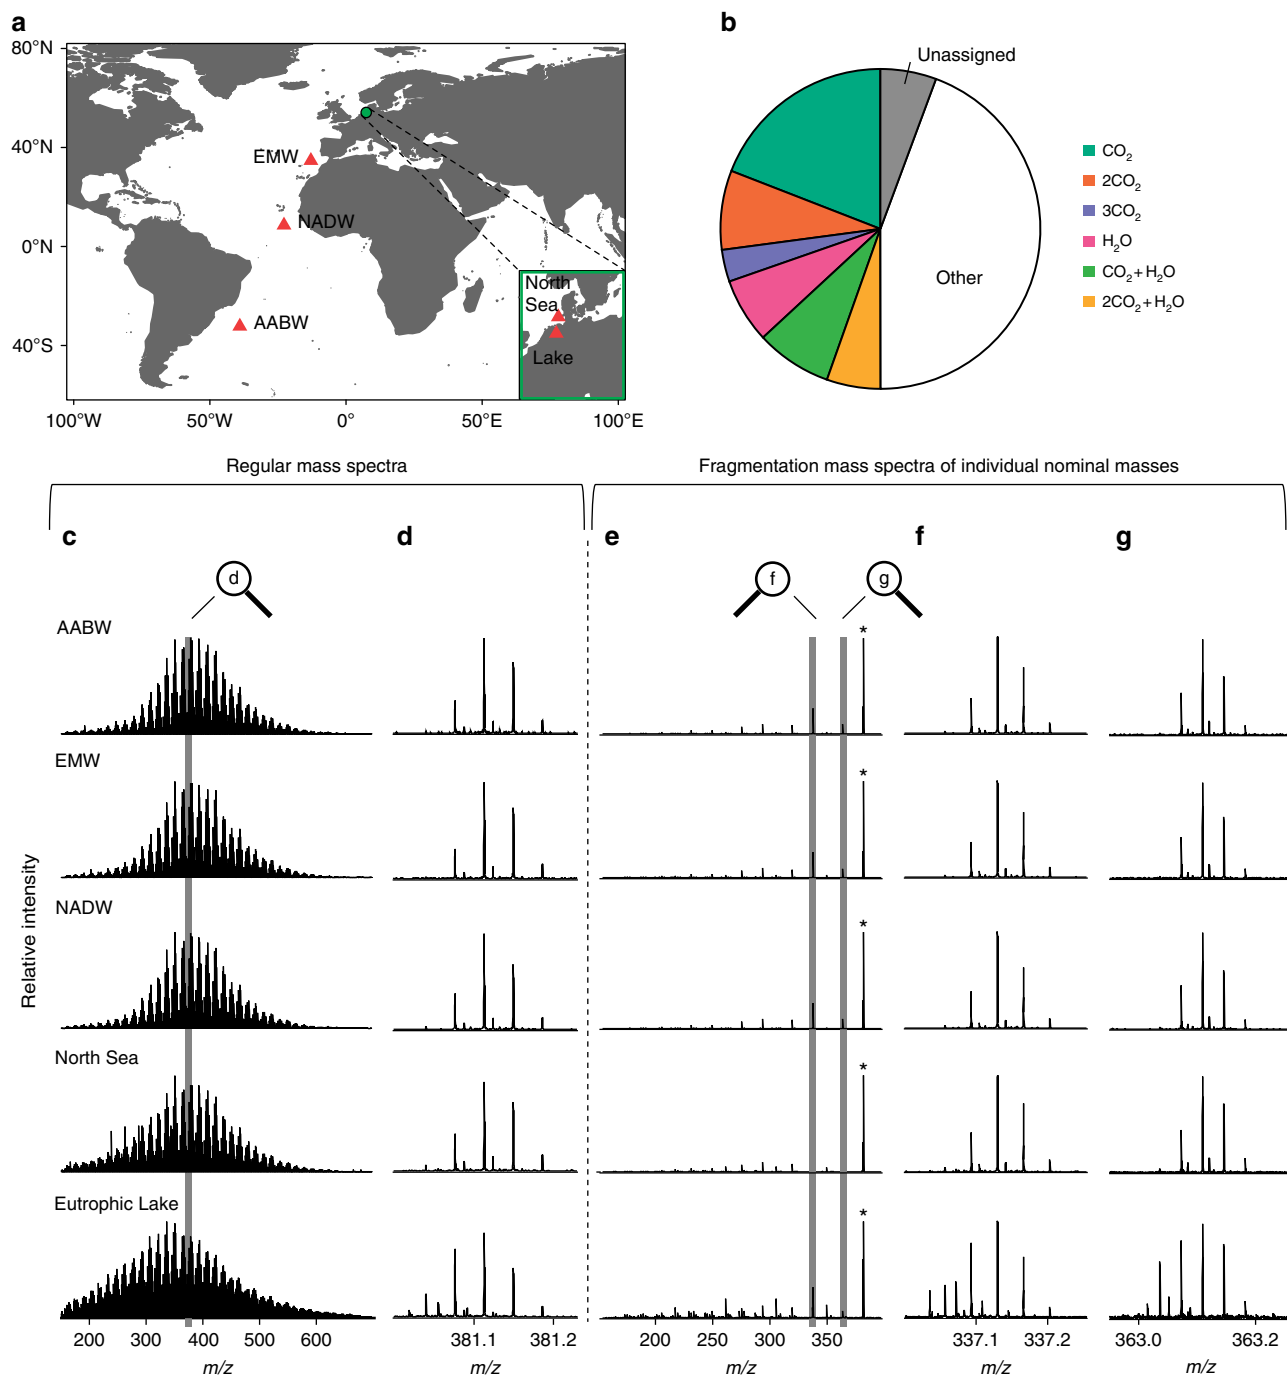 a
80°N
40°N
0°N
40°S
100°W
50°W
0°
50°E
100°E
EMW
NADW
AABW
North
Sea
Lake
b
Unassigned
Other
CO₂
2CO₂
3CO₂
H₂O
CO₂+H₂O
2CO₂+H₂O
Regular mass spectra
Fragmentation mass spectra of individual nominal masses
c
d
e
f
g
d
f
g
Relative intensity
AABW
*
EMW
*
NADW
*
North Sea
*
Eutrophic Lake
*
200 300 400 500 600
381.1 381.2
200 250 300 350
337.1 337.2
363.0 363.2
m/z
m/z
m/z
m/z
m/z